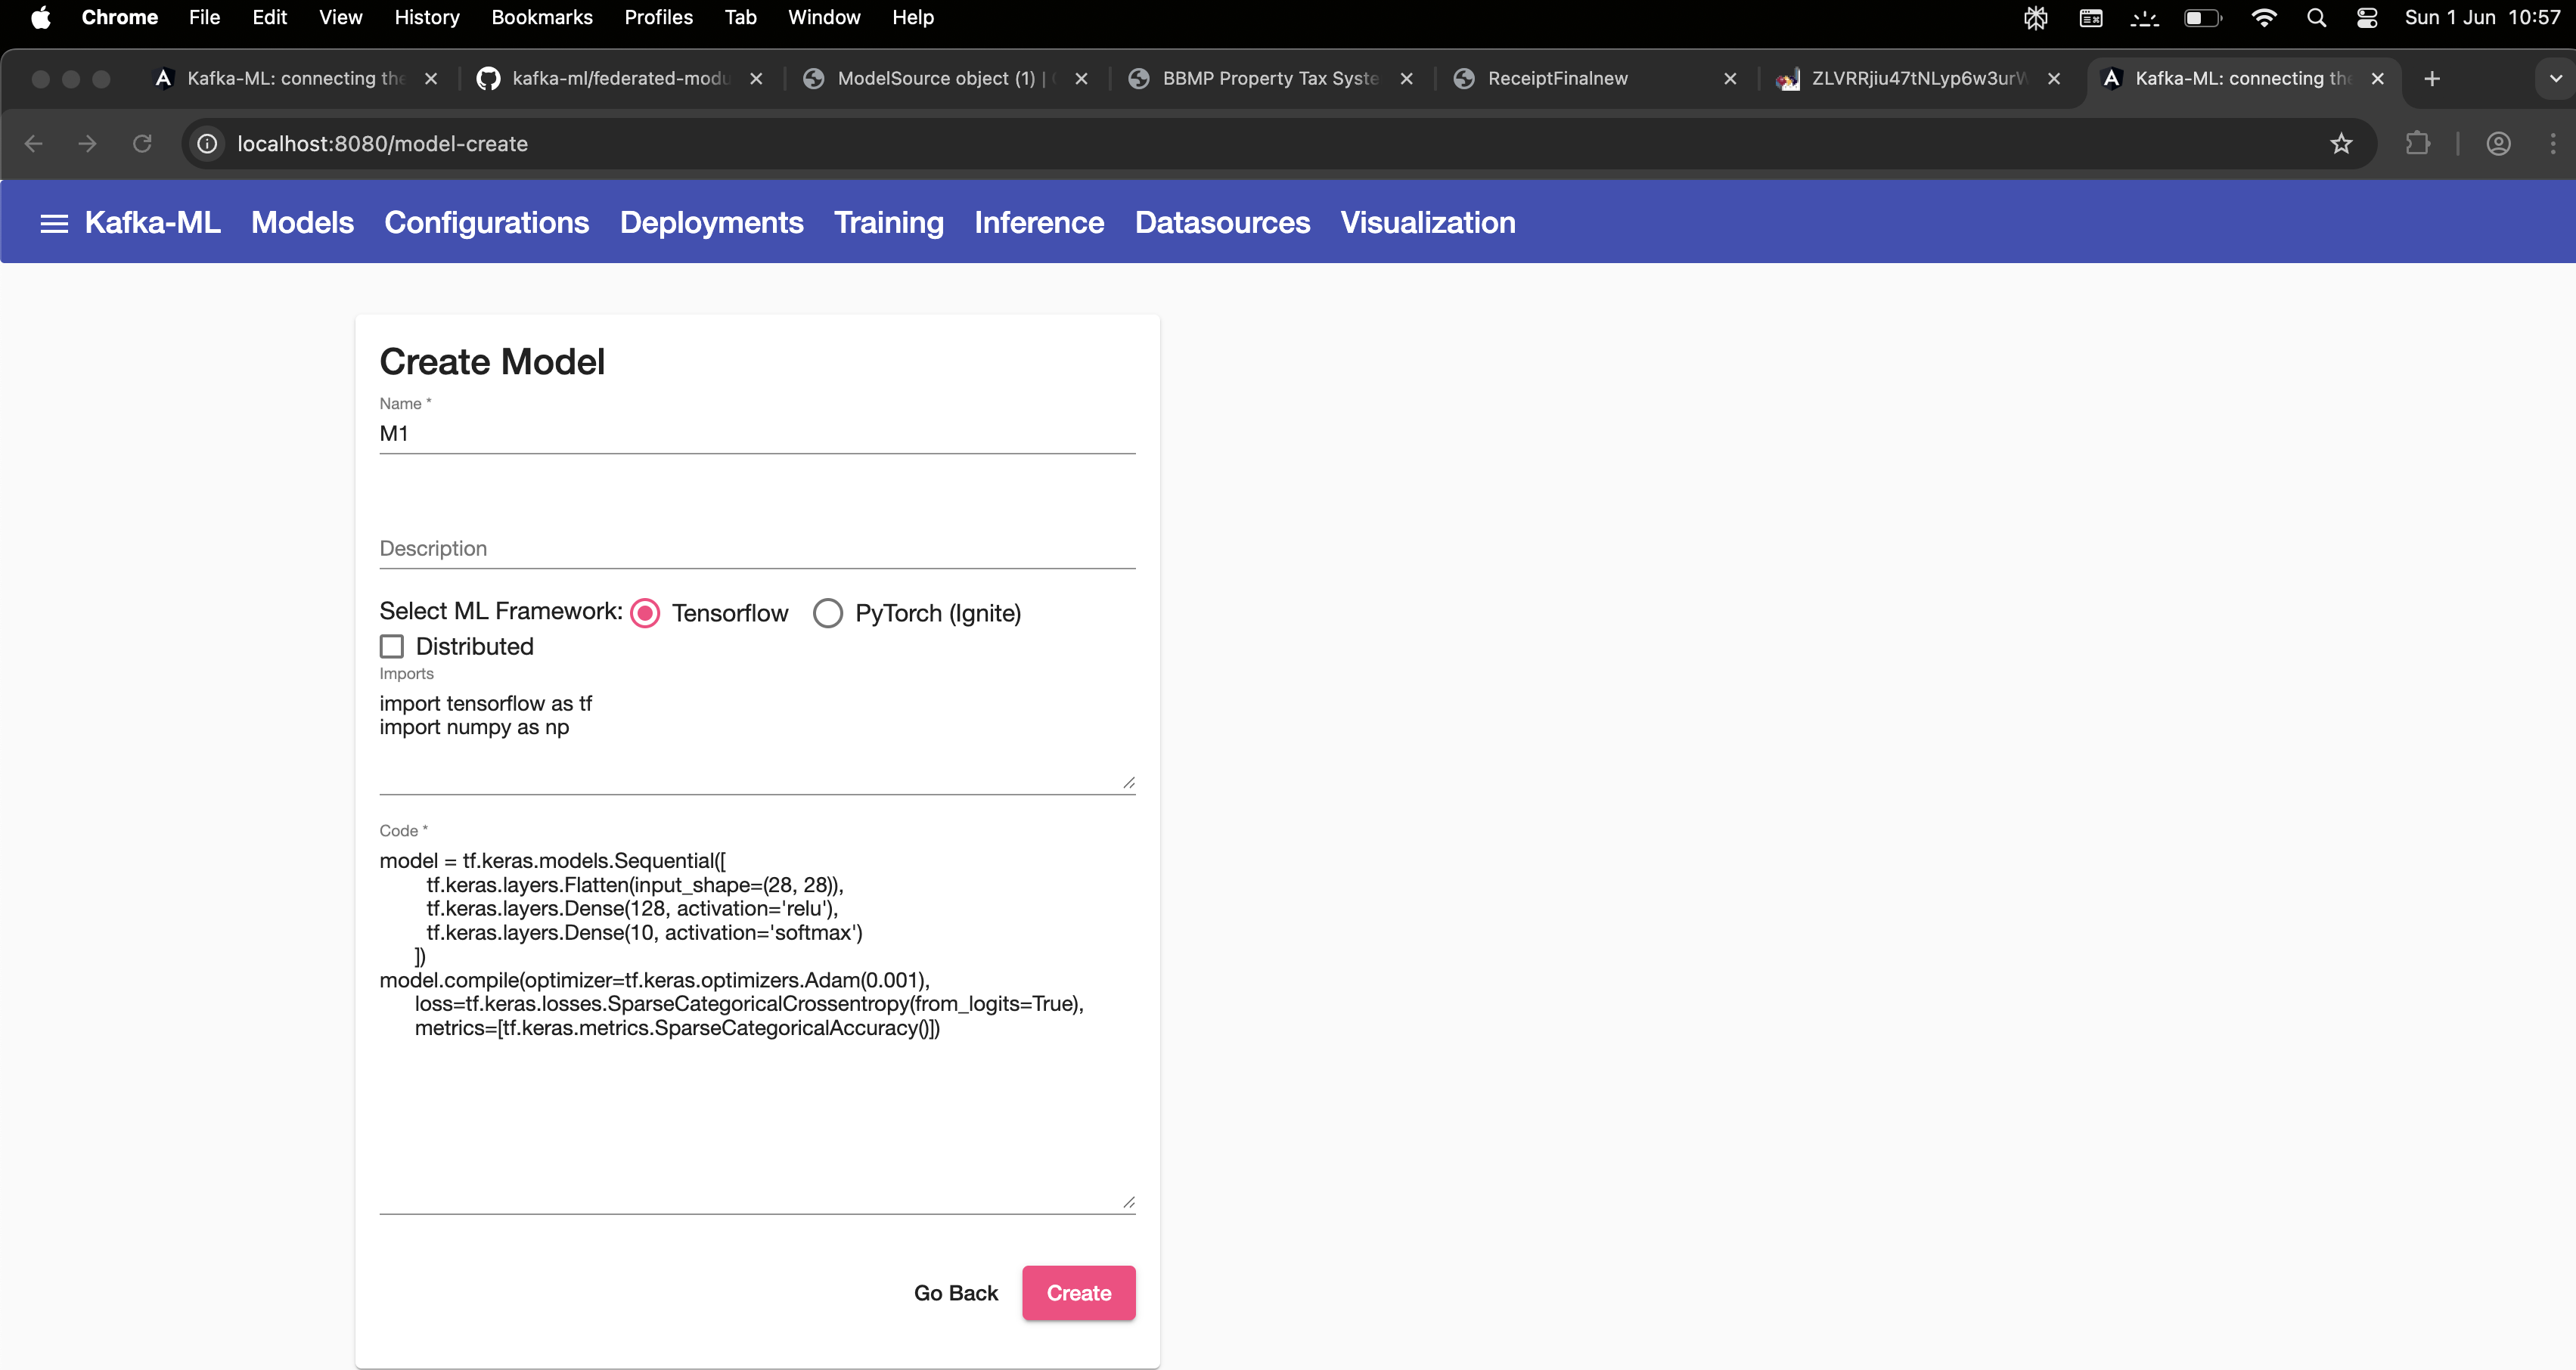 Chrome File Edit View History Bookmarks Profiles Tab Window Help Sun 1 Jun 10:57
Kafka-ML: connecting the kafka-ml/federated-modu ModelSource object (1) | BBMP Property Tax Syste ReceiptFinalnew ZLVRRjiu47tNLyp6w3urW Kafka-ML: connecting the
localhost:8080/model-create
Kafka-ML Models Configurations Deployments Training Inference Datasources Visualization
Create Model
Name *
M1
Description
Select ML Framework: Tensorflow PyTorch (Ignite)
Distributed
Imports
import tensorflow as tf
import numpy as np
Code *
model = tf.keras.models.Sequential([
tf.keras.layers.Flatten(input_shape=(28, 28)),
tf.keras.layers.Dense(128, activation='relu'),
tf.keras.layers.Dense(10, activation='softmax')
])
model.compile(optimizer=tf.keras.optimizers.Adam(0.001),
loss=tf.keras.losses.SparseCategoricalCrossentropy(from_logits=True),
metrics=[tf.keras.metrics.SparseCategoricalAccuracy()])
Go Back Create